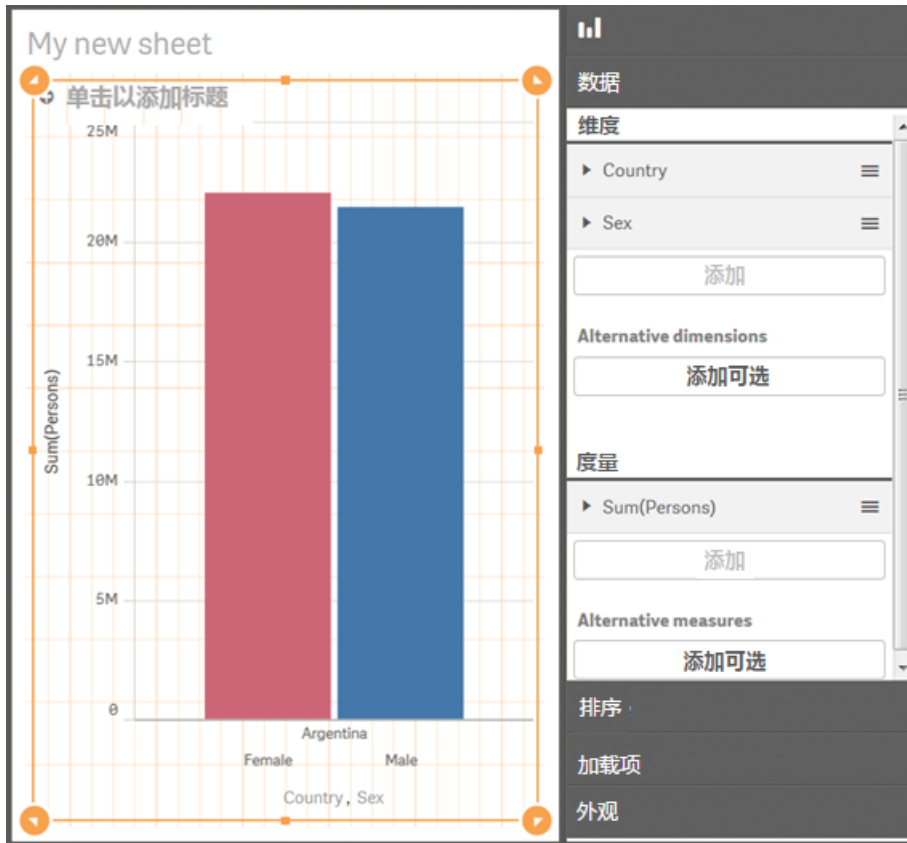 My new sheet
单击以添加标题
25M
20M
15M
10M
5M
0
Sum(Persons)
Argentina
Female
Male
Country, Sex
数据
维度
Country
Sex
添加
Alternative dimensions
添加可选
度量
Sum(Persons)
添加
Alternative measures
添加可选
排序
加载项
外观